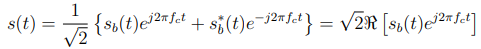 s(t) = \frac{1}{\sqrt{2}} \left\{ s_b(t)e^{j2\pi f_c t} + s_b^*(t)e^{-j2\pi f_c t} \right\} = \sqrt{2}\Re \left[ s_b(t)e^{j2\pi f_c t} \right]